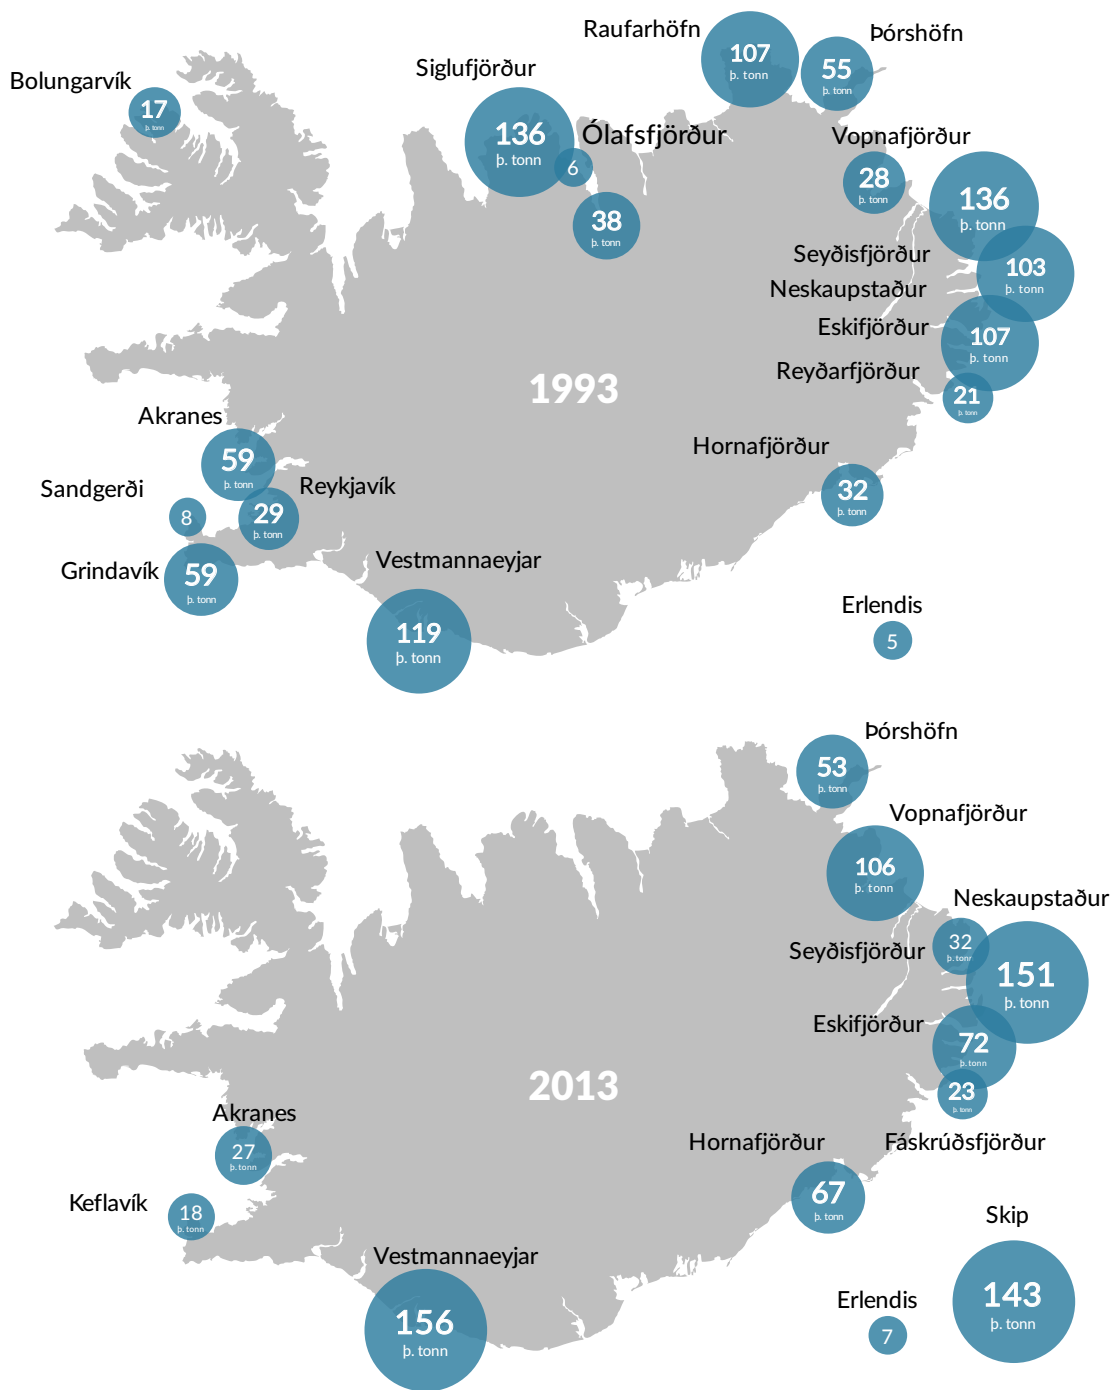 Raufarhöfn
107
þ. tonn
Þórshöfn
55
þ. tonn
Siglufjörður
136
þ. tonn
Bolungarvík
17
þ. tonn
Ólafsfjörður
6
Vopnafjörður
28
þ. tonn
38
þ. tonn
136
þ. tonn
Seyðisfjörður
103
þ. tonn
Neskaupstaður
Eskifjörður
107
þ. tonn
Reyðarfjörður
21
þ. tonn
1993
Akranes
59
þ. tonn
Hornafjörður
32
þ. tonn
Sandgerði
8
Reykjavík
29
þ. tonn
Grindavík
59
þ. tonn
Vestmannaeyjar
119
þ. tonn
Erlendis
5
Þórshöfn
53
þ. tonn
Vopnafjörður
106
þ. tonn
Neskaupstaður
32
þ. tonn
Seyðisfjörður
151
þ. tonn
Eskifjörður
72
þ. tonn
2013
23
þ. tonn
Akranes
27
þ. tonn
Hornafjörður
Fáskrúðsfjörður
67
þ. tonn
Keflavík
18
þ. tonn
Skip
143
þ. tonn
Vestmannaeyjar
156
þ. tonn
Erlendis
7